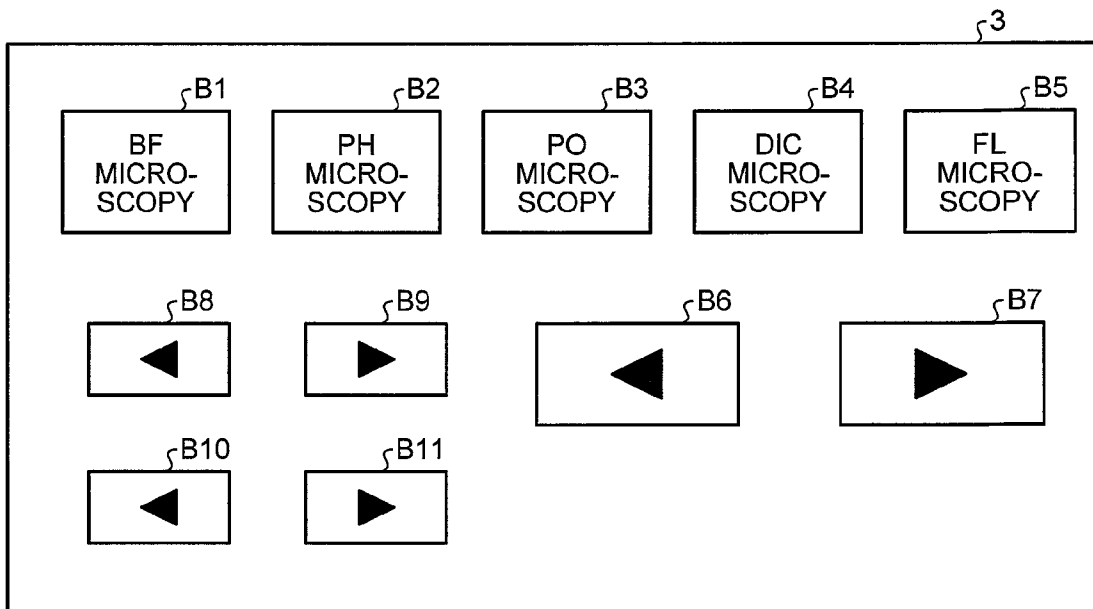 3
B1
B2
B3
B4
B5
BF
MICRO-
SCOPY
PH
MICRO-
SCOPY
PO
MICRO-
SCOPY
DIC
MICRO-
SCOPY
FL
MICRO-
SCOPY
B8
B9
B6
B7
B10
B11